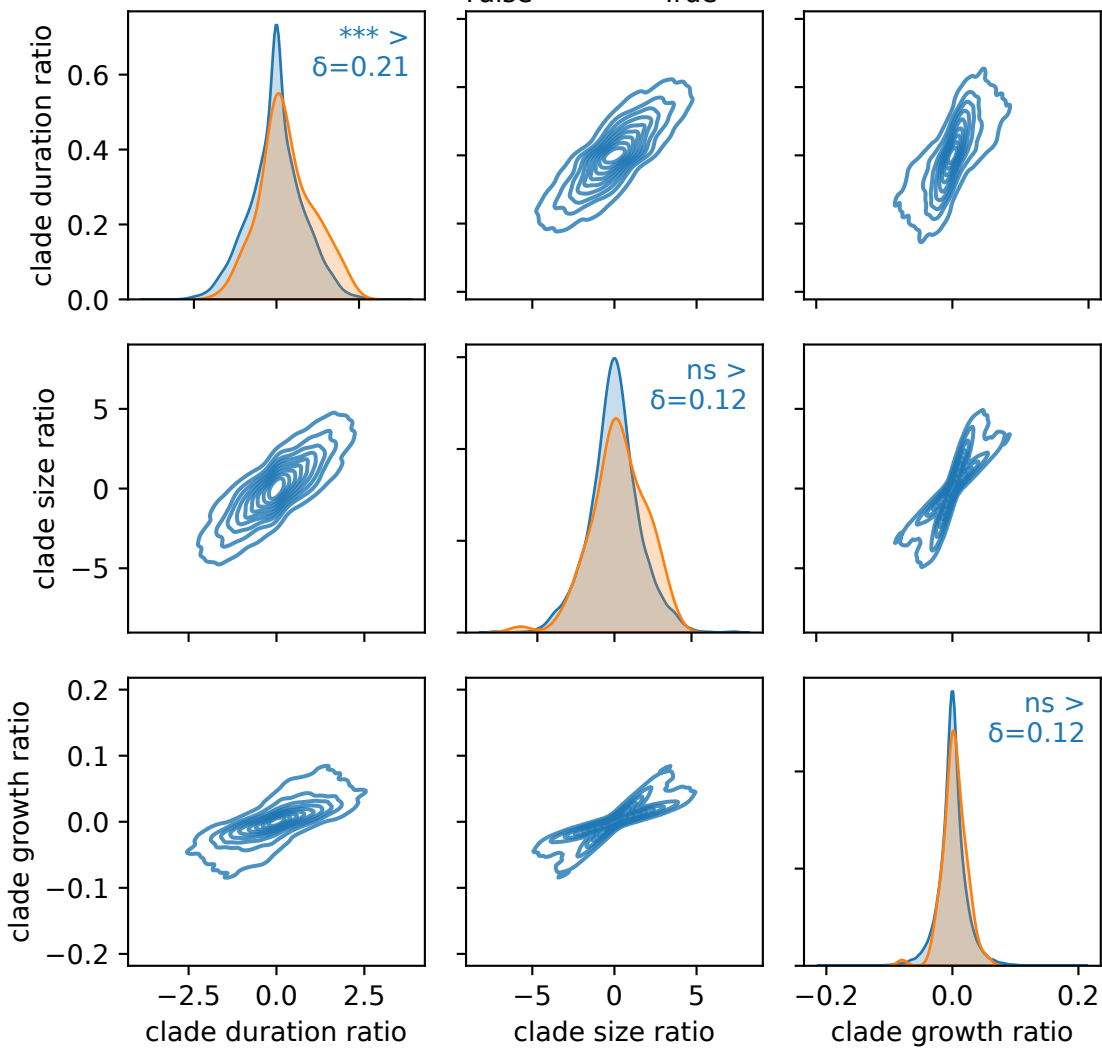 clade duration ratio
0.6
0.4
0.2
0.0
*** >
δ=0.21
clade size ratio
5
0
−5
ns >
δ=0.12
clade growth ratio
0.2
0.1
0.0
−0.1
−0.2
ns >
δ=0.12
−2.5 0.0 2.5
−5 0 5
−0.2 0.0 0.2
clade duration ratio
clade size ratio
clade growth ratio